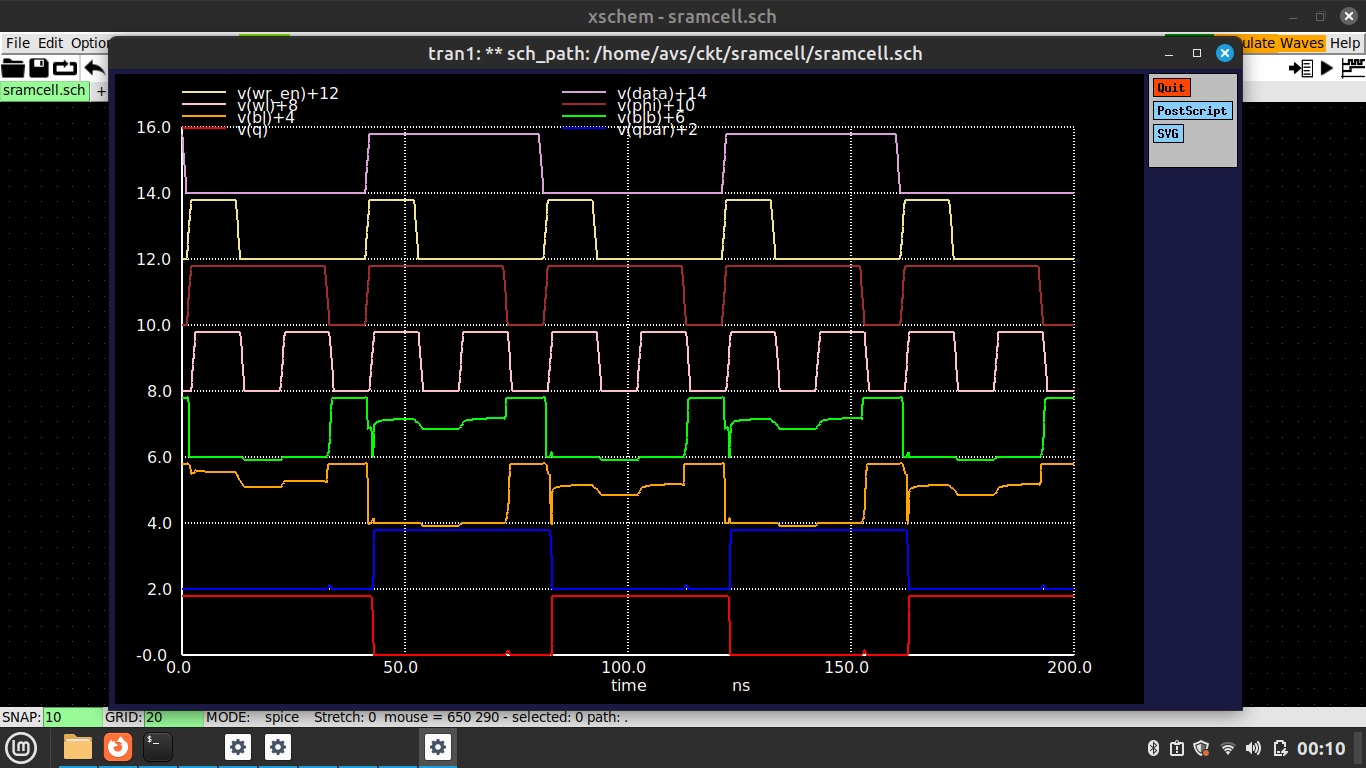 xschem - sramcell.sch
File Edit Option
ulate Waves Help
tran1: ** sch_path: /home/avs/ckt/sramcell/sramcell.sch
sramcell.sch +
Quit
PostScript
SVG
v(wr_en)+12 v(data)+14
v(wl)+8 v(phi)+10
v(bl)+4 v(blb)+6
v(q) v(qbar)+2
16.0
14.0
12.0
10.0
8.0
6.0
4.0
2.0
-0.0
0.0 50.0 100.0 150.0 200.0
time ns
SNAP: 10 GRID: 20 MODE: spice Stretch: 0 mouse = 650 290 - selected: 0 path: .
00:10